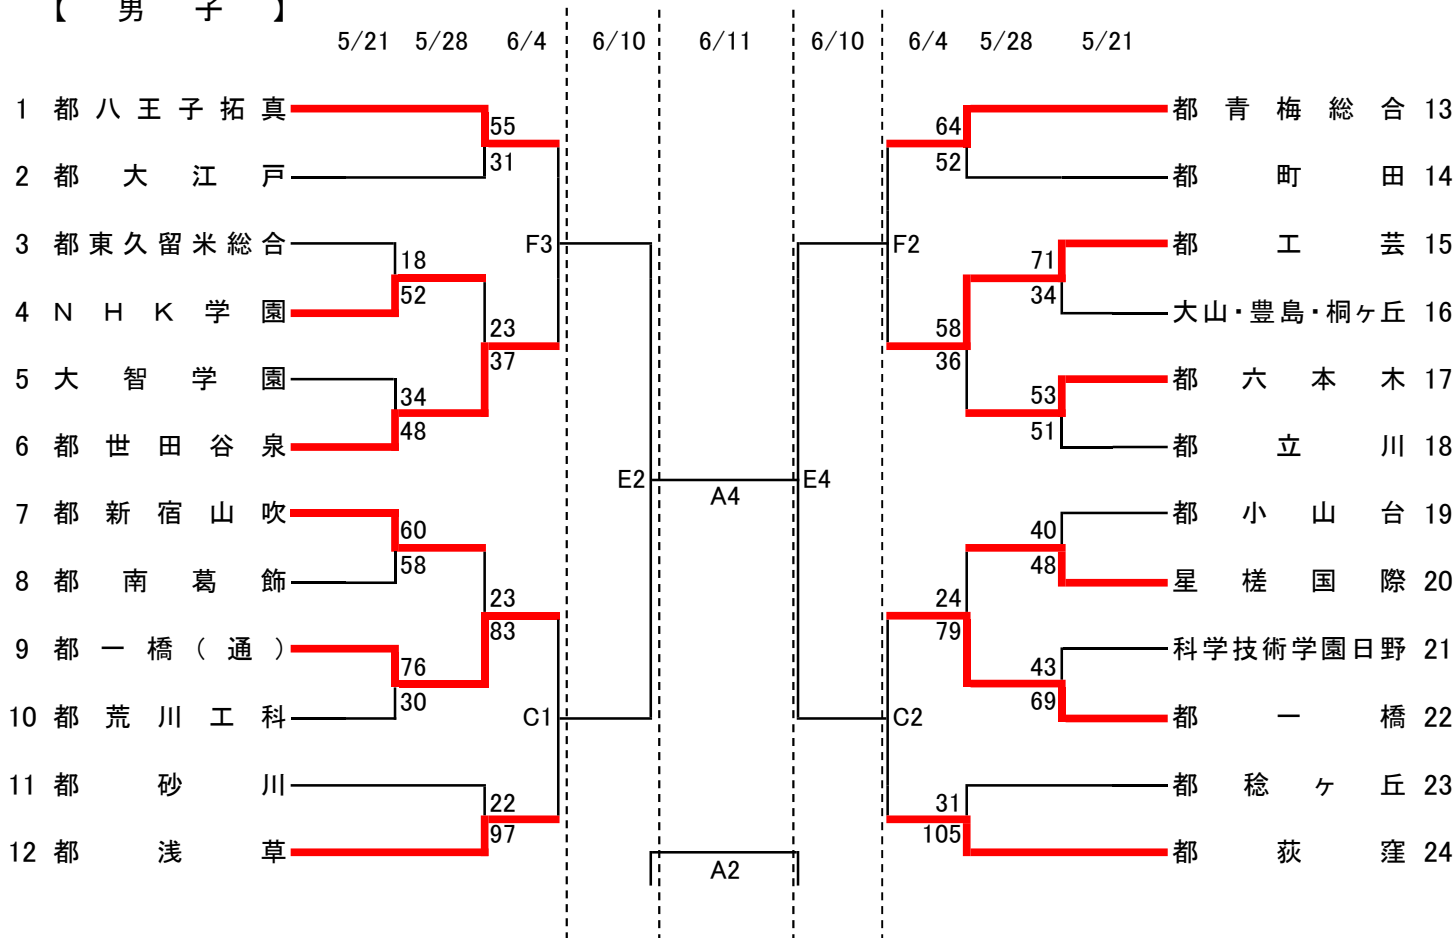 【 男 子 】
5/21 5/28 6/4 6/10 6/11 6/10 6/4 5/28 5/21
1 都八王子拓真 都青梅総合 13
55 64
31 52
2 都大江戸 都町田 14
3 都東久留米総合 F3 F2 都工芸 15
18 71
52 34
4 NHK学園 大山・豊島・桐ヶ丘 16
23 58
37 36
5 大智学園 都六本木 17
34 53
48 51
6 都世田谷泉 都立川 18
E2 A4 E4
7 都新宿山吹 都小山台 19
60 40
58 48
8 都南葛飾 星槎国際 20
23 24
83 79
9 都一橋(通) 科学技術学園日野 21
76 43
30 69
10 都荒川工科 C1 C2 都一橋 22
11 都砂川 都稔ヶ丘 23
22 31
97 105
12 都浅草 都荻窪 24
A2